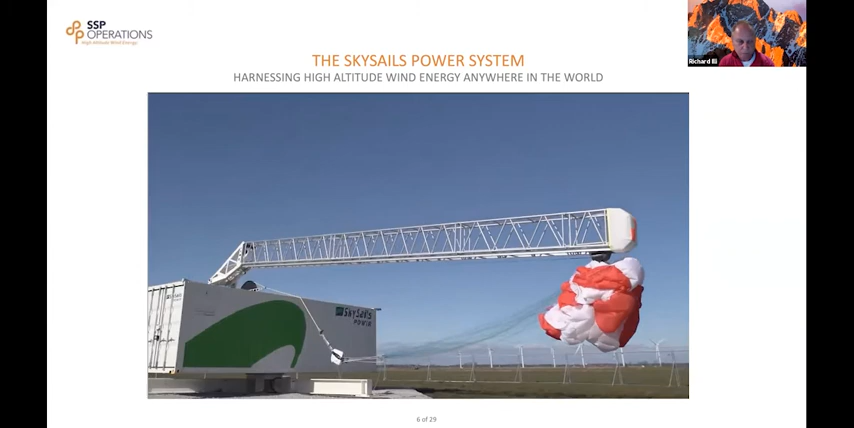 SSP
OPERATIONS
High Altitude Wind Energy
THE SKYSAILS POWER SYSTEM
HARNESSING HIGH ALTITUDE WIND ENERGY ANYWHERE IN THE WORLD
Richard Ili
SkySails
POWER
6 of 29